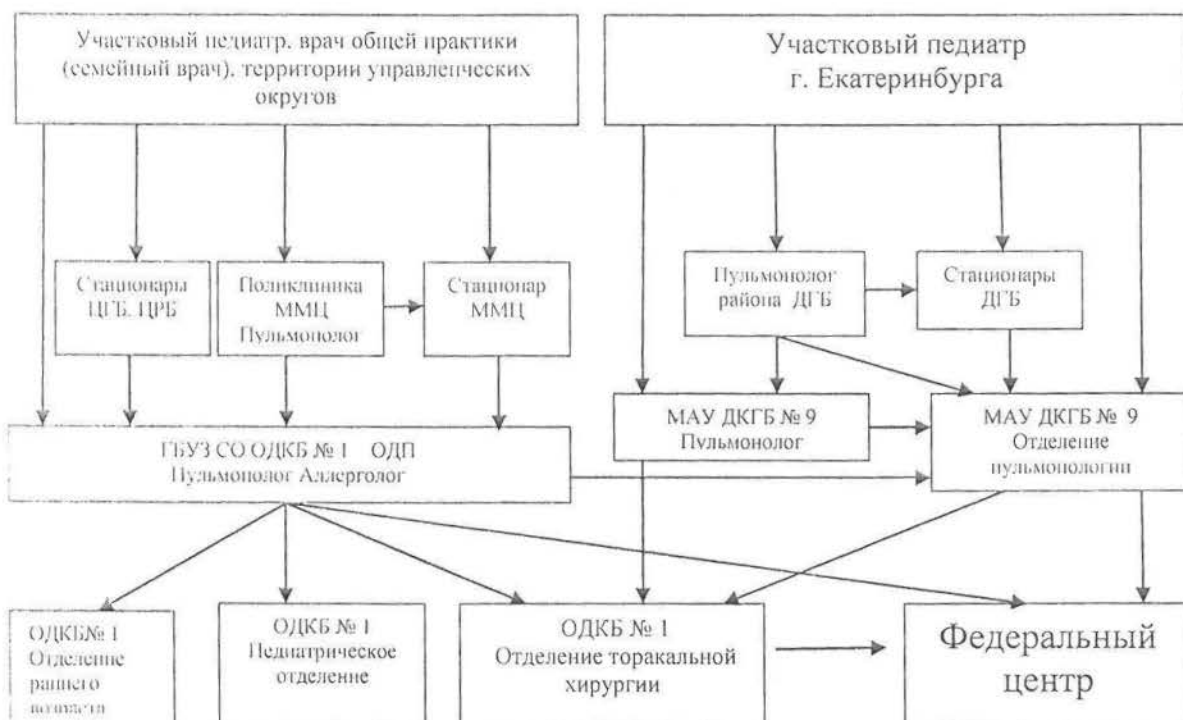 Участковый педиатр, врач общей практики
(семейный врач), территории управленческих
округов
Участковый педиатр
г. Екатеринбурга
Стационары
ЦГБ, ЦРБ
Поликлиника
ММЦ
Пульмонолог
Стационар
ММЦ
Пульмонолог
района ДГБ
Стационары
ДГБ
МАУ ДКГБ № 9
Пульмонолог
МАУ ДКГБ № 9
Отделение
пульмонологии
ГБУЗ СО ОДКБ № 1 ОДП
Пульмонолог Аллерголог
ОДКБ№ 1
Отделение
раннего
возраста
ОДКБ № 1
Педиатрическое
отделение
ОДКБ № 1
Отделение торакальной
хирургии
Федеральный
центр